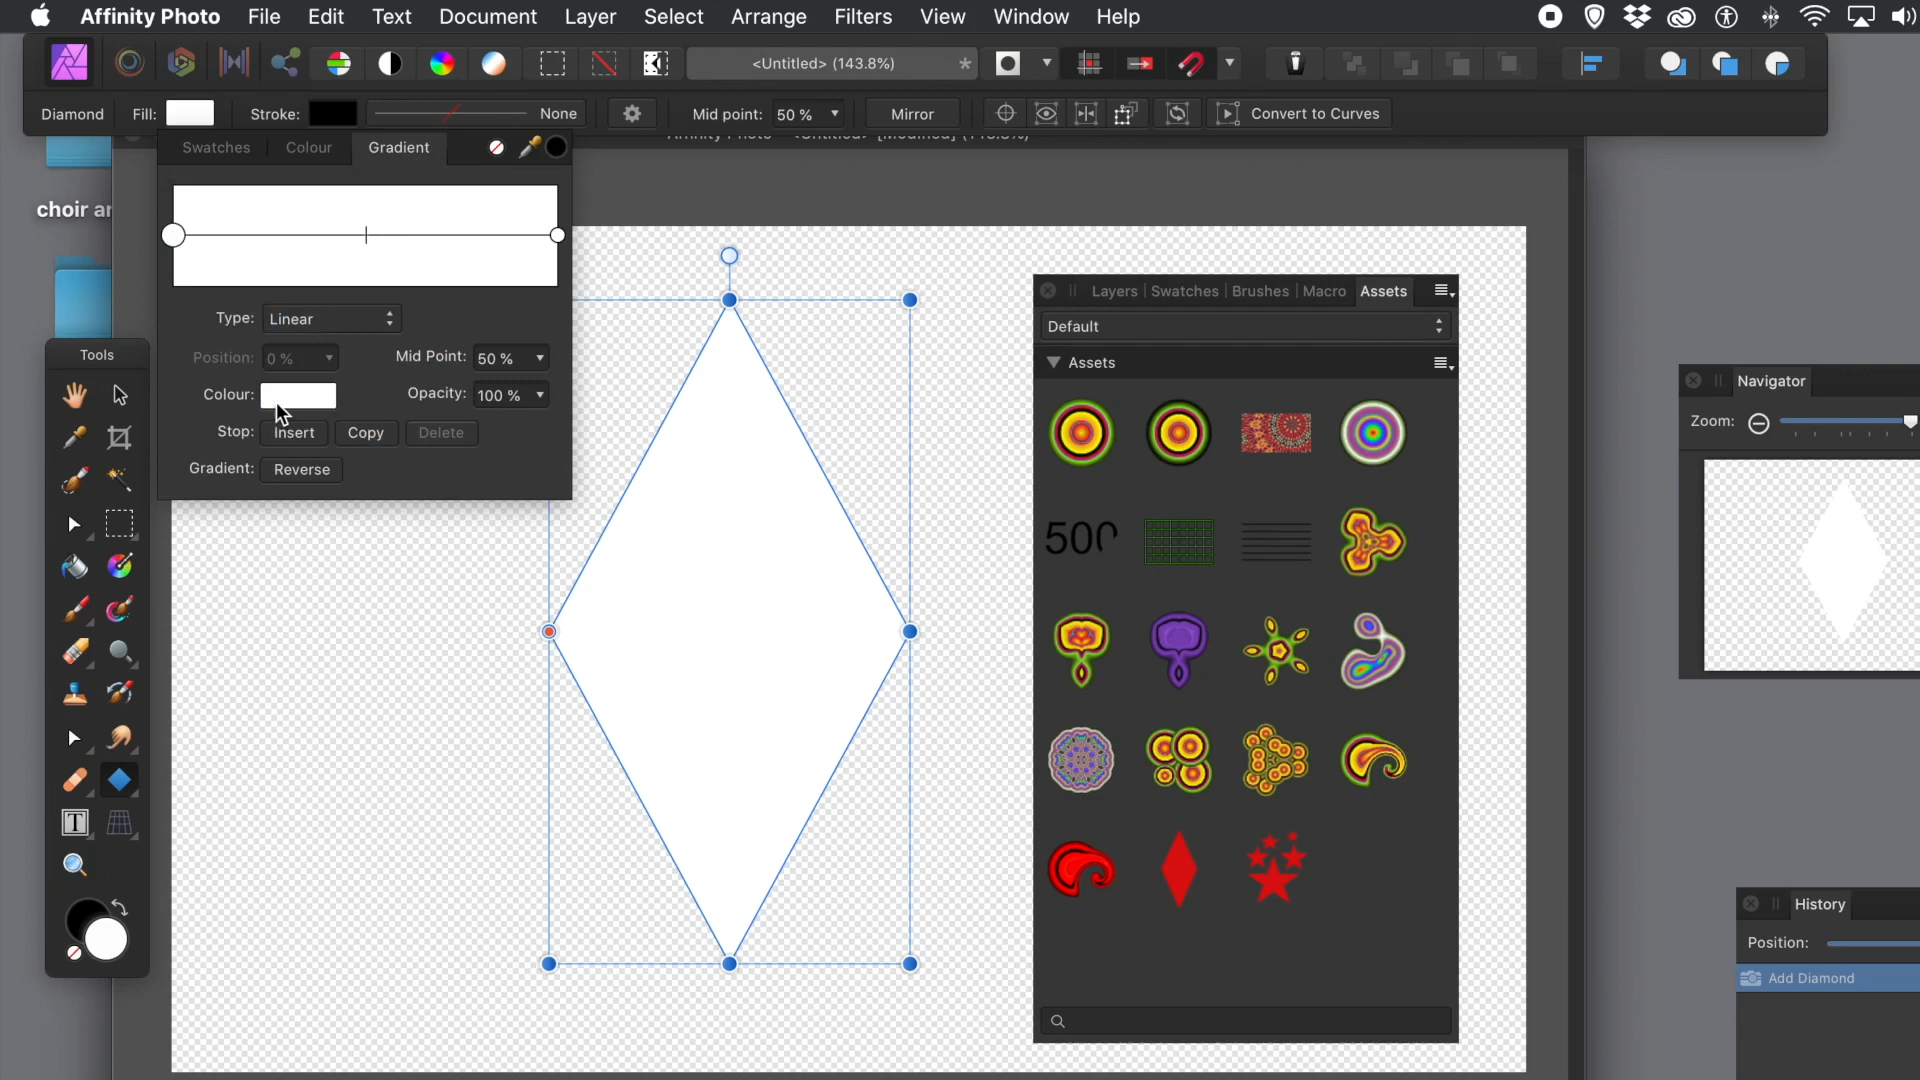 Affinity Photo File Edit Text Document Layer Select Arrange Filters View Window Help
<Untitled> (143.8%) *
Diamond Fill: Stroke: None Mid point: 50 % Mirror Convert to Curves
Swatches Colour Gradient
choir ar
Type: Linear
Position: 0 % Mid Point: 50 %
Colour: Opacity: 100 %
Stop: Insert Copy Delete
Gradient: Reverse
Tools
Layers Swatches Brushes Macro Assets
Default
Assets
500
Navigator
Zoom:
History
Position:
Add Diamond